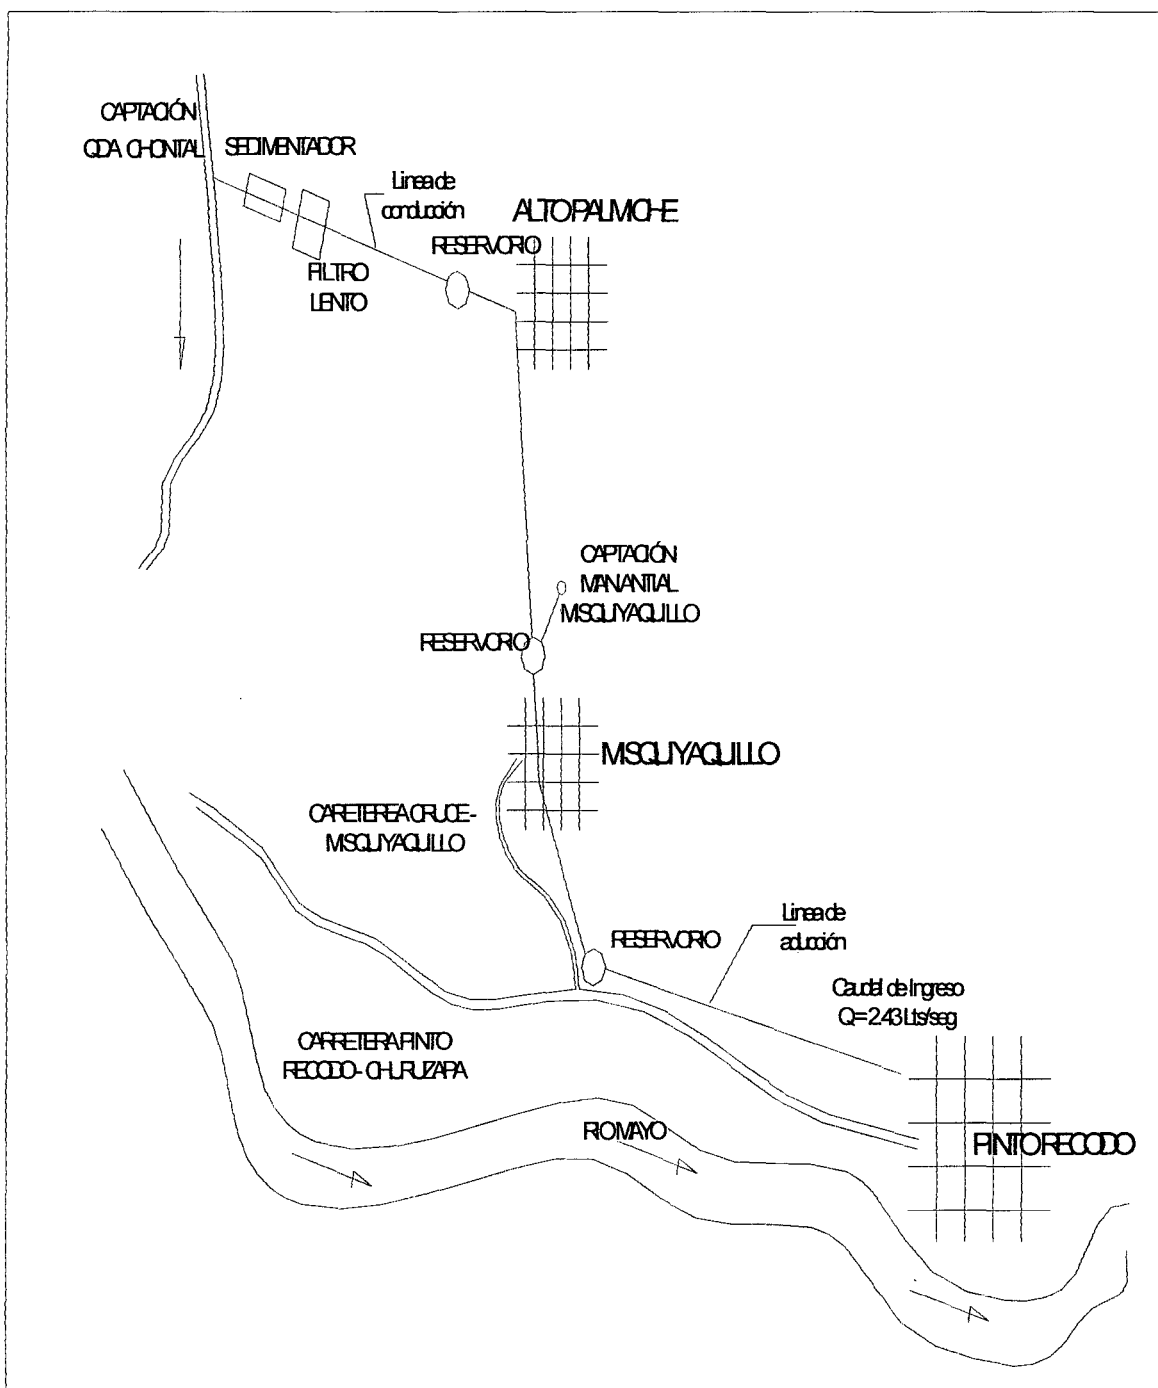 CAPTACIÓN
QDA CHONTAL
SEDIMENTADOR
Linea de
conducción
ALTO PALMICHE
RESERVORIO
FILTRO
LENTO
CAPTACIÓN
MANANTIAL
MISQUIYAQUILLO
RESERVORIO
MISQUIYAQUILLO
CARETEREA CRUCE-
MISQUIYAQUILLO
RESERVORIO
Linea de
aducción
Caudal de Ingreso
Q=2.43 Lts/seg
CARRETERA PINTO
RECODO - CHURUZAPA
RIO MAYO
PINTO RECODO